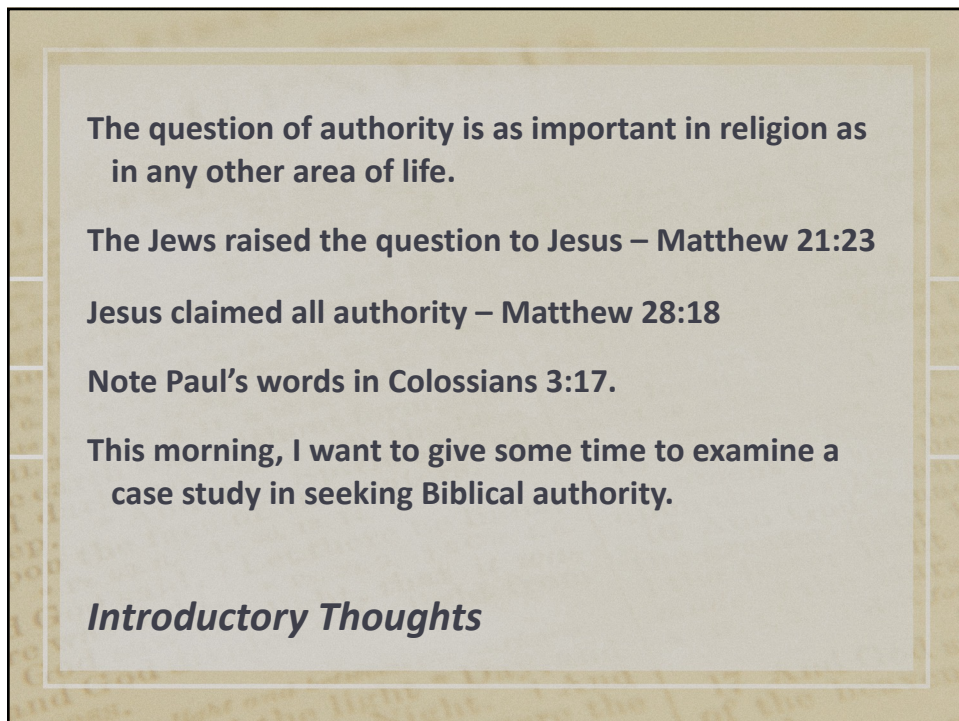 The question of authority is as important in religion as
in any other area of life.
The Jews raised the question to Jesus – Matthew 21:23
Jesus claimed all authority – Matthew 28:18
Note Paul’s words in Colossians 3:17.
This morning, I want to give some time to examine a
case study in seeking Biblical authority.
Introductory Thoughts